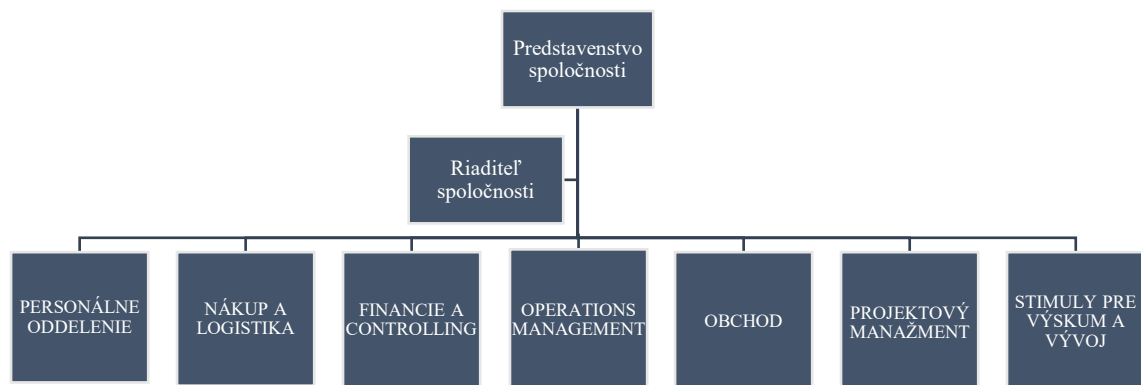 Predstavenstvo
spoločnosti
Riaditeľ
spoločnosti
PERSONÁLNE
ODDELENIE
NÁKUP A
LOGISTIKA
FINANCIE A
CONTROLLING
OPERATIONS
MANAGEMENT
OBCHOD
PROJEKTOVÝ
MANAŽMENT
STIMULY PRE
VÝSKUM A
VÝVOJ